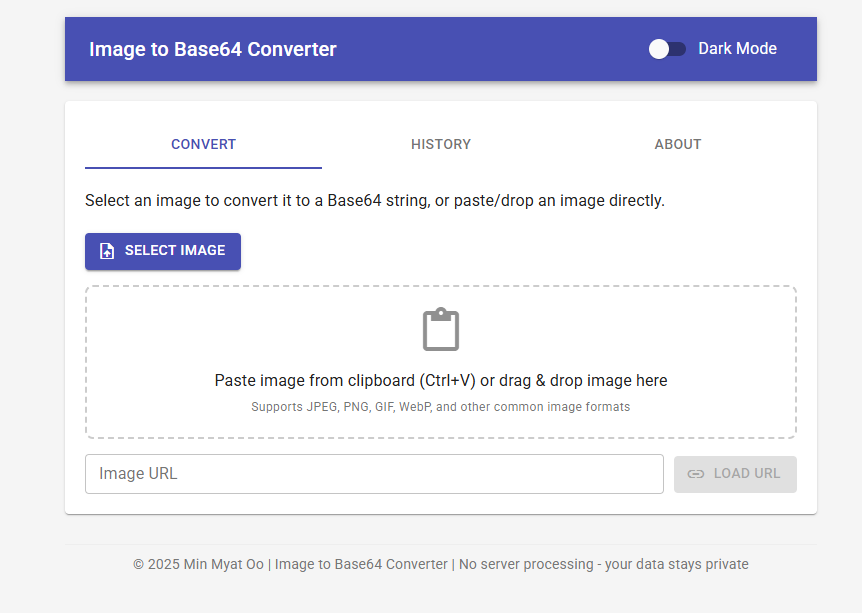 Image to Base64 Converter
Dark Mode
CONVERT
HISTORY
ABOUT
Select an image to convert it to a Base64 string, or paste/drop an image directly.
SELECT IMAGE
Paste image from clipboard (Ctrl+V) or drag & drop image here
Supports JPEG, PNG, GIF, WebP, and other common image formats
Image URL
LOAD URL
© 2025 Min Myat Oo | Image to Base64 Converter | No server processing - your data stays private